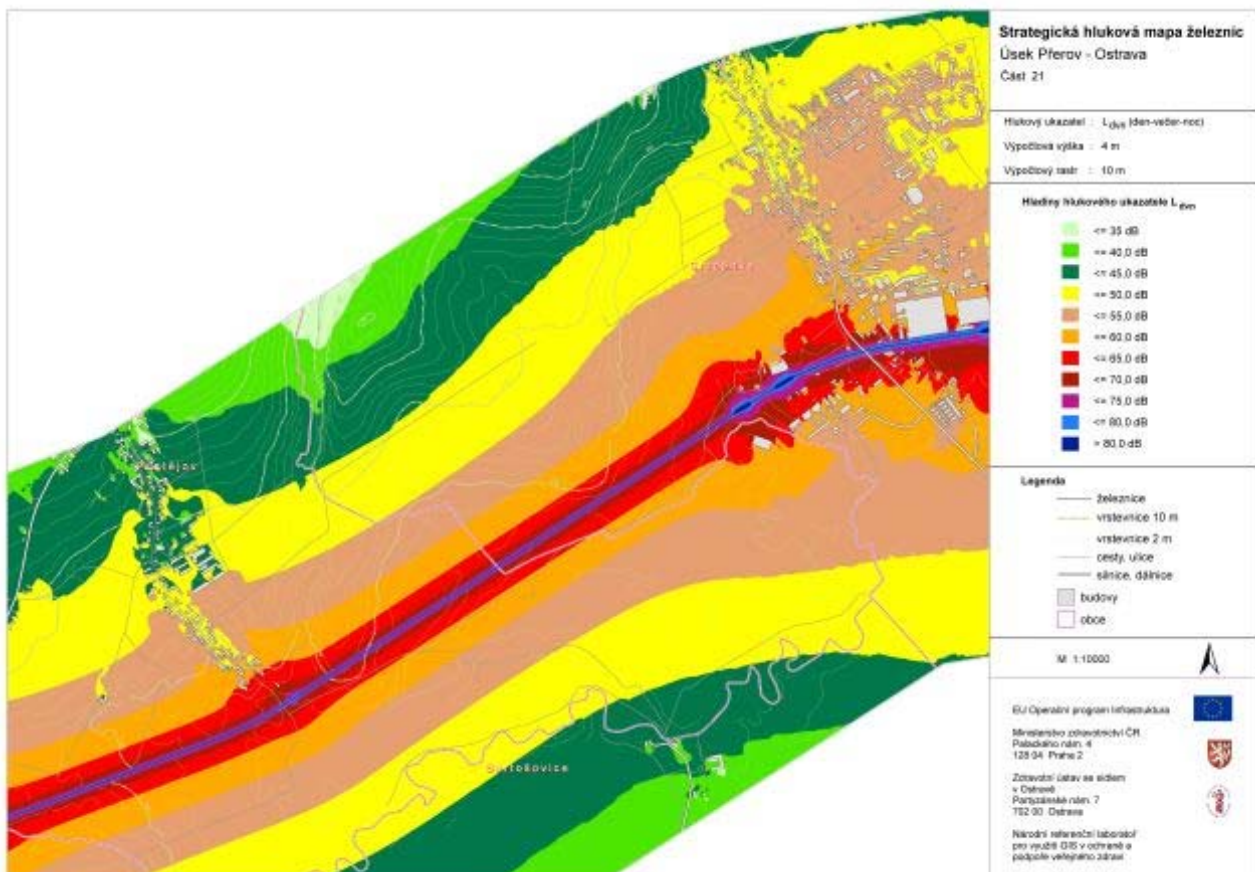 Strategická hluková mapa železnic
Úsek Přerov - Ostrava
Část 21
Hlukový ukazatel : Ldvn (den-večer-noc)
Výpočtová výška : 4 m
Výpočtový rastr : 10 m
Hladiny hlukového ukazatele Ldvn
<= 35 dB
<= 40,0 dB
<= 45,0 dB
<= 50,0 dB
<= 55,0 dB
<= 60,0 dB
<= 65,0 dB
<= 70,0 dB
<= 75,0 dB
<= 80,0 dB
> 80,0 dB
Legenda
železnice
vrstevnice 10 m
vrstevnice 2 m
cesty, ulice
silnice, dálnice
budovy
obce
M 1:10000
EU Operační program Infrastruktura
Ministerstvo zdravotnictví ČR
Palackého nám. 4
128 04 Praha 2
Zdravotní ústav se sídlem
v Ostravě
Partyzánské nám. 7
702 00 Ostrava
Národní referenční laboratoř
pro využití GIS v ochraně a
podpoře veřejného zdraví
Bartošovice